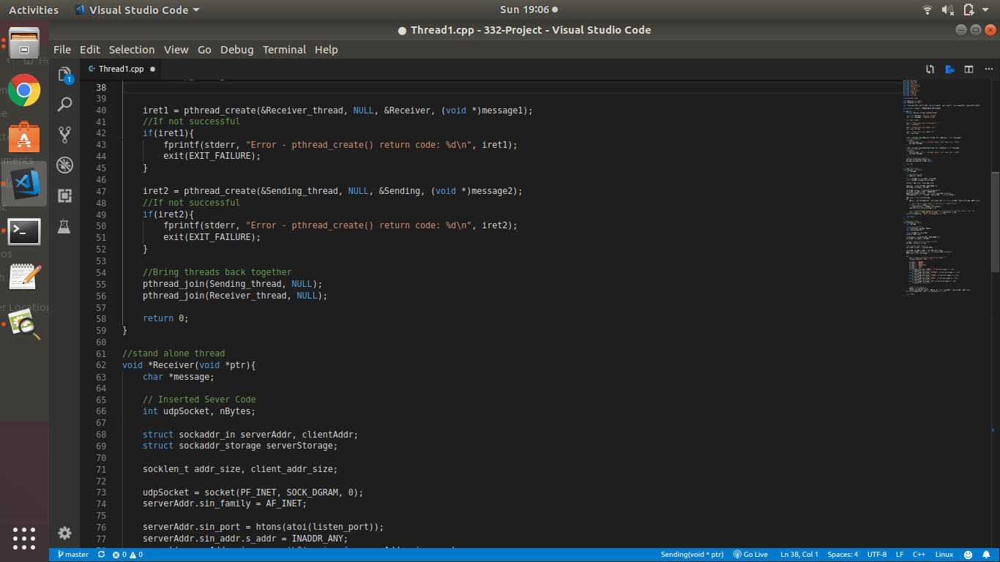 Activities
Visual Studio Code
Sun 19:06
Thread1.cpp - 332-Project - Visual Studio Code
File Edit Selection View Go Debug Terminal Help
1
Thread1.cpp
38
39
40 iret1 = pthread_create(&Receiver_thread, NULL, &Receiver, (void *)message1);
41 //If not successful
42 if(iret1){
43 fprintf(stderr, "Error - pthread_create() return code: %d\n", iret1);
44 exit(EXIT_FAILURE);
45 }
46
47 iret2 = pthread_create(&Sending_thread, NULL, &Sending, (void *)message2);
48 //If not successful
49 if(iret2){
50 fprintf(stderr, "Error - pthread_create() return code: %d\n", iret2);
51 exit(EXIT_FAILURE);
52 }
53
54 //Bring threads back together
55 pthread_join(Sending_thread, NULL);
56 pthread_join(Receiver_thread, NULL);
57
58 return 0;
59 }
60
61 //stand alone thread
62 void *Receiver(void *ptr){
63 char *message;
64
65 // Inserted Sever Code
66 int udpSocket, nBytes;
67
68 struct sockaddr_in serverAddr, clientAddr;
69 struct sockaddr_storage serverStorage;
70
71 socklen_t addr_size, client_addr_size;
72
73 udpSocket = socket(PF_INET, SOCK_DGRAM, 0);
74 serverAddr.sin_family = AF_INET;
75
76 serverAddr.sin_port = htons(atoi(listen_port));
77 serverAddr.sin_addr.s_addr = INADDR_ANY;
master 0 0 Sending(void * ptr) Go Live Ln 38, Col 1 Spaces: 4 UTF-8 LF C++ Linux